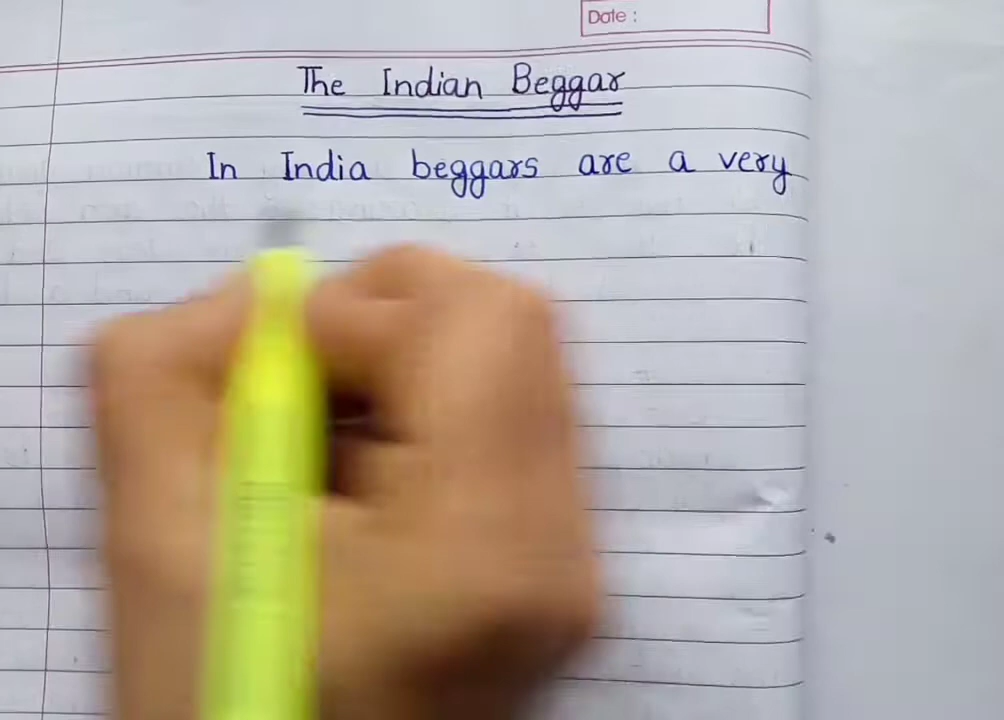 Date :
The Indian Beggar
In India beggars are a very